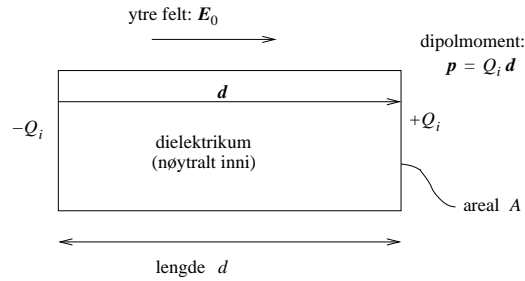 ytre felt: E₀
dipolmoment:
p = Qᵢ d
d
−Qᵢ
+Qᵢ
dielektrikum
(nøytralt inni)
areal A
lengde d